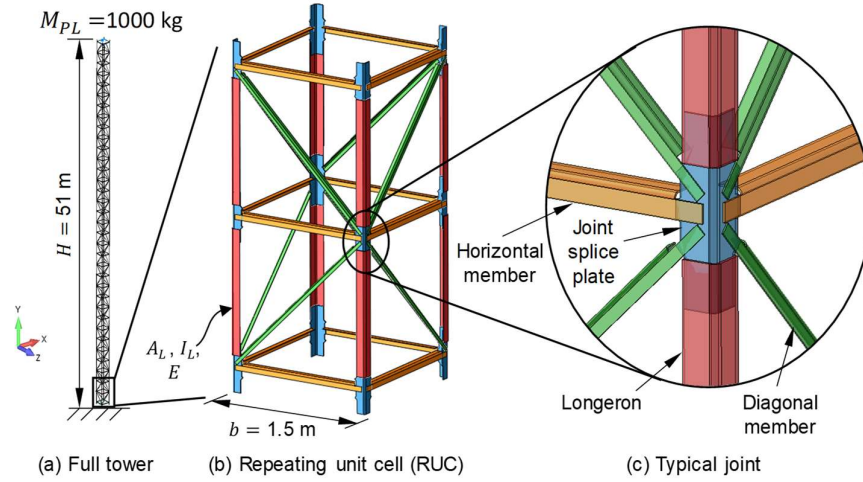 M_PL =1000 kg
H = 51 m
Y
X
Z
A_L, I_L,
E
b = 1.5 m
Horizontal
member
Joint
splice
plate
Longeron
Diagonal
member
(a) Full tower
(b) Repeating unit cell (RUC)
(c) Typical joint